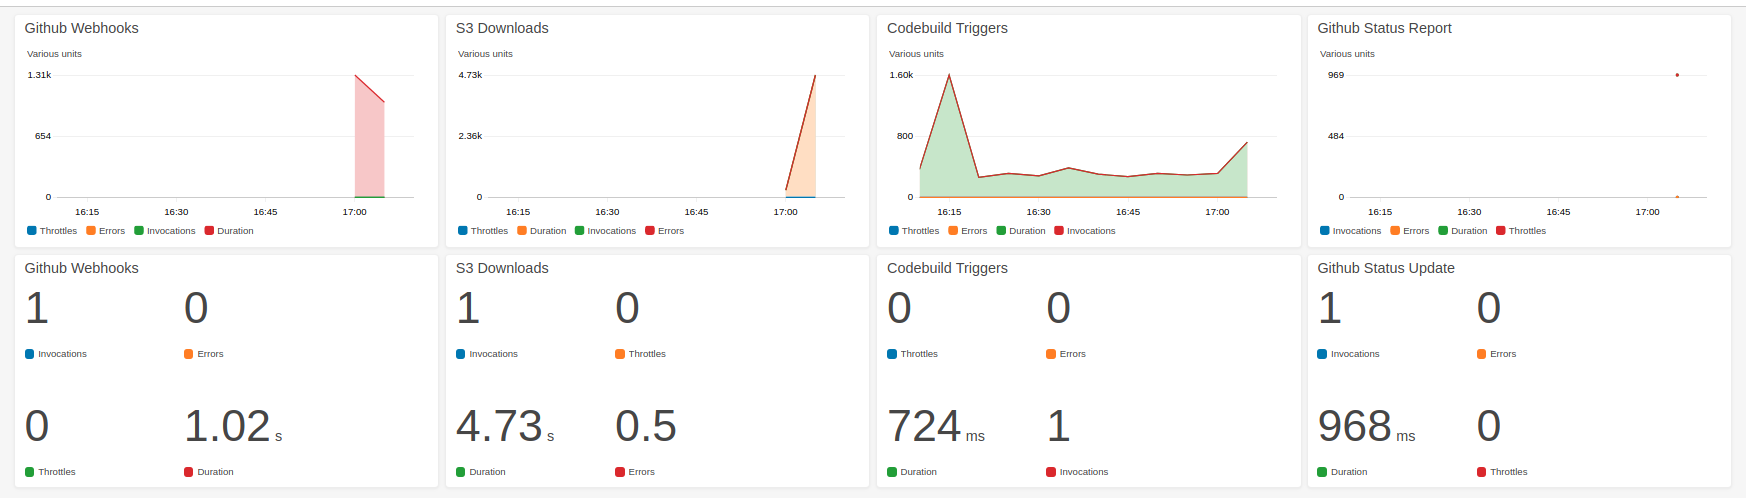 Github Webhooks
Various units
1.31k
654
0
16:15 16:30 16:45 17:00
Throttles Errors Invocations Duration
S3 Downloads
Various units
4.73k
2.36k
0
16:15 16:30 16:45 17:00
Throttles Duration Invocations Errors
Codebuild Triggers
Various units
1.60k
800
0
16:15 16:30 16:45 17:00
Throttles Errors Duration Invocations
Github Status Report
Various units
969
484
0
16:15 16:30 16:45 17:00
Invocations Errors Duration Throttles
Github Webhooks
1 0
Invocations Errors
0 1.02 s
Throttles Duration
S3 Downloads
1 0
Invocations Throttles
4.73 s 0.5
Duration Errors
Codebuild Triggers
0 0
Throttles Errors
724 ms 1
Duration Invocations
Github Status Update
1 0
Invocations Errors
968 ms 0
Duration Throttles